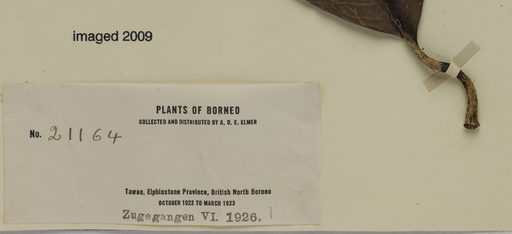 imaged 2009
PLANTS OF BORNEO
COLLECTED AND DISTRIBUTED BY A. D. E. ELMER
No. 21164
Tawao, Elphinstone Province, British North Borneo
OCTOBER 1922 TO MARCH 1923
Zugegangen VI. 1926.